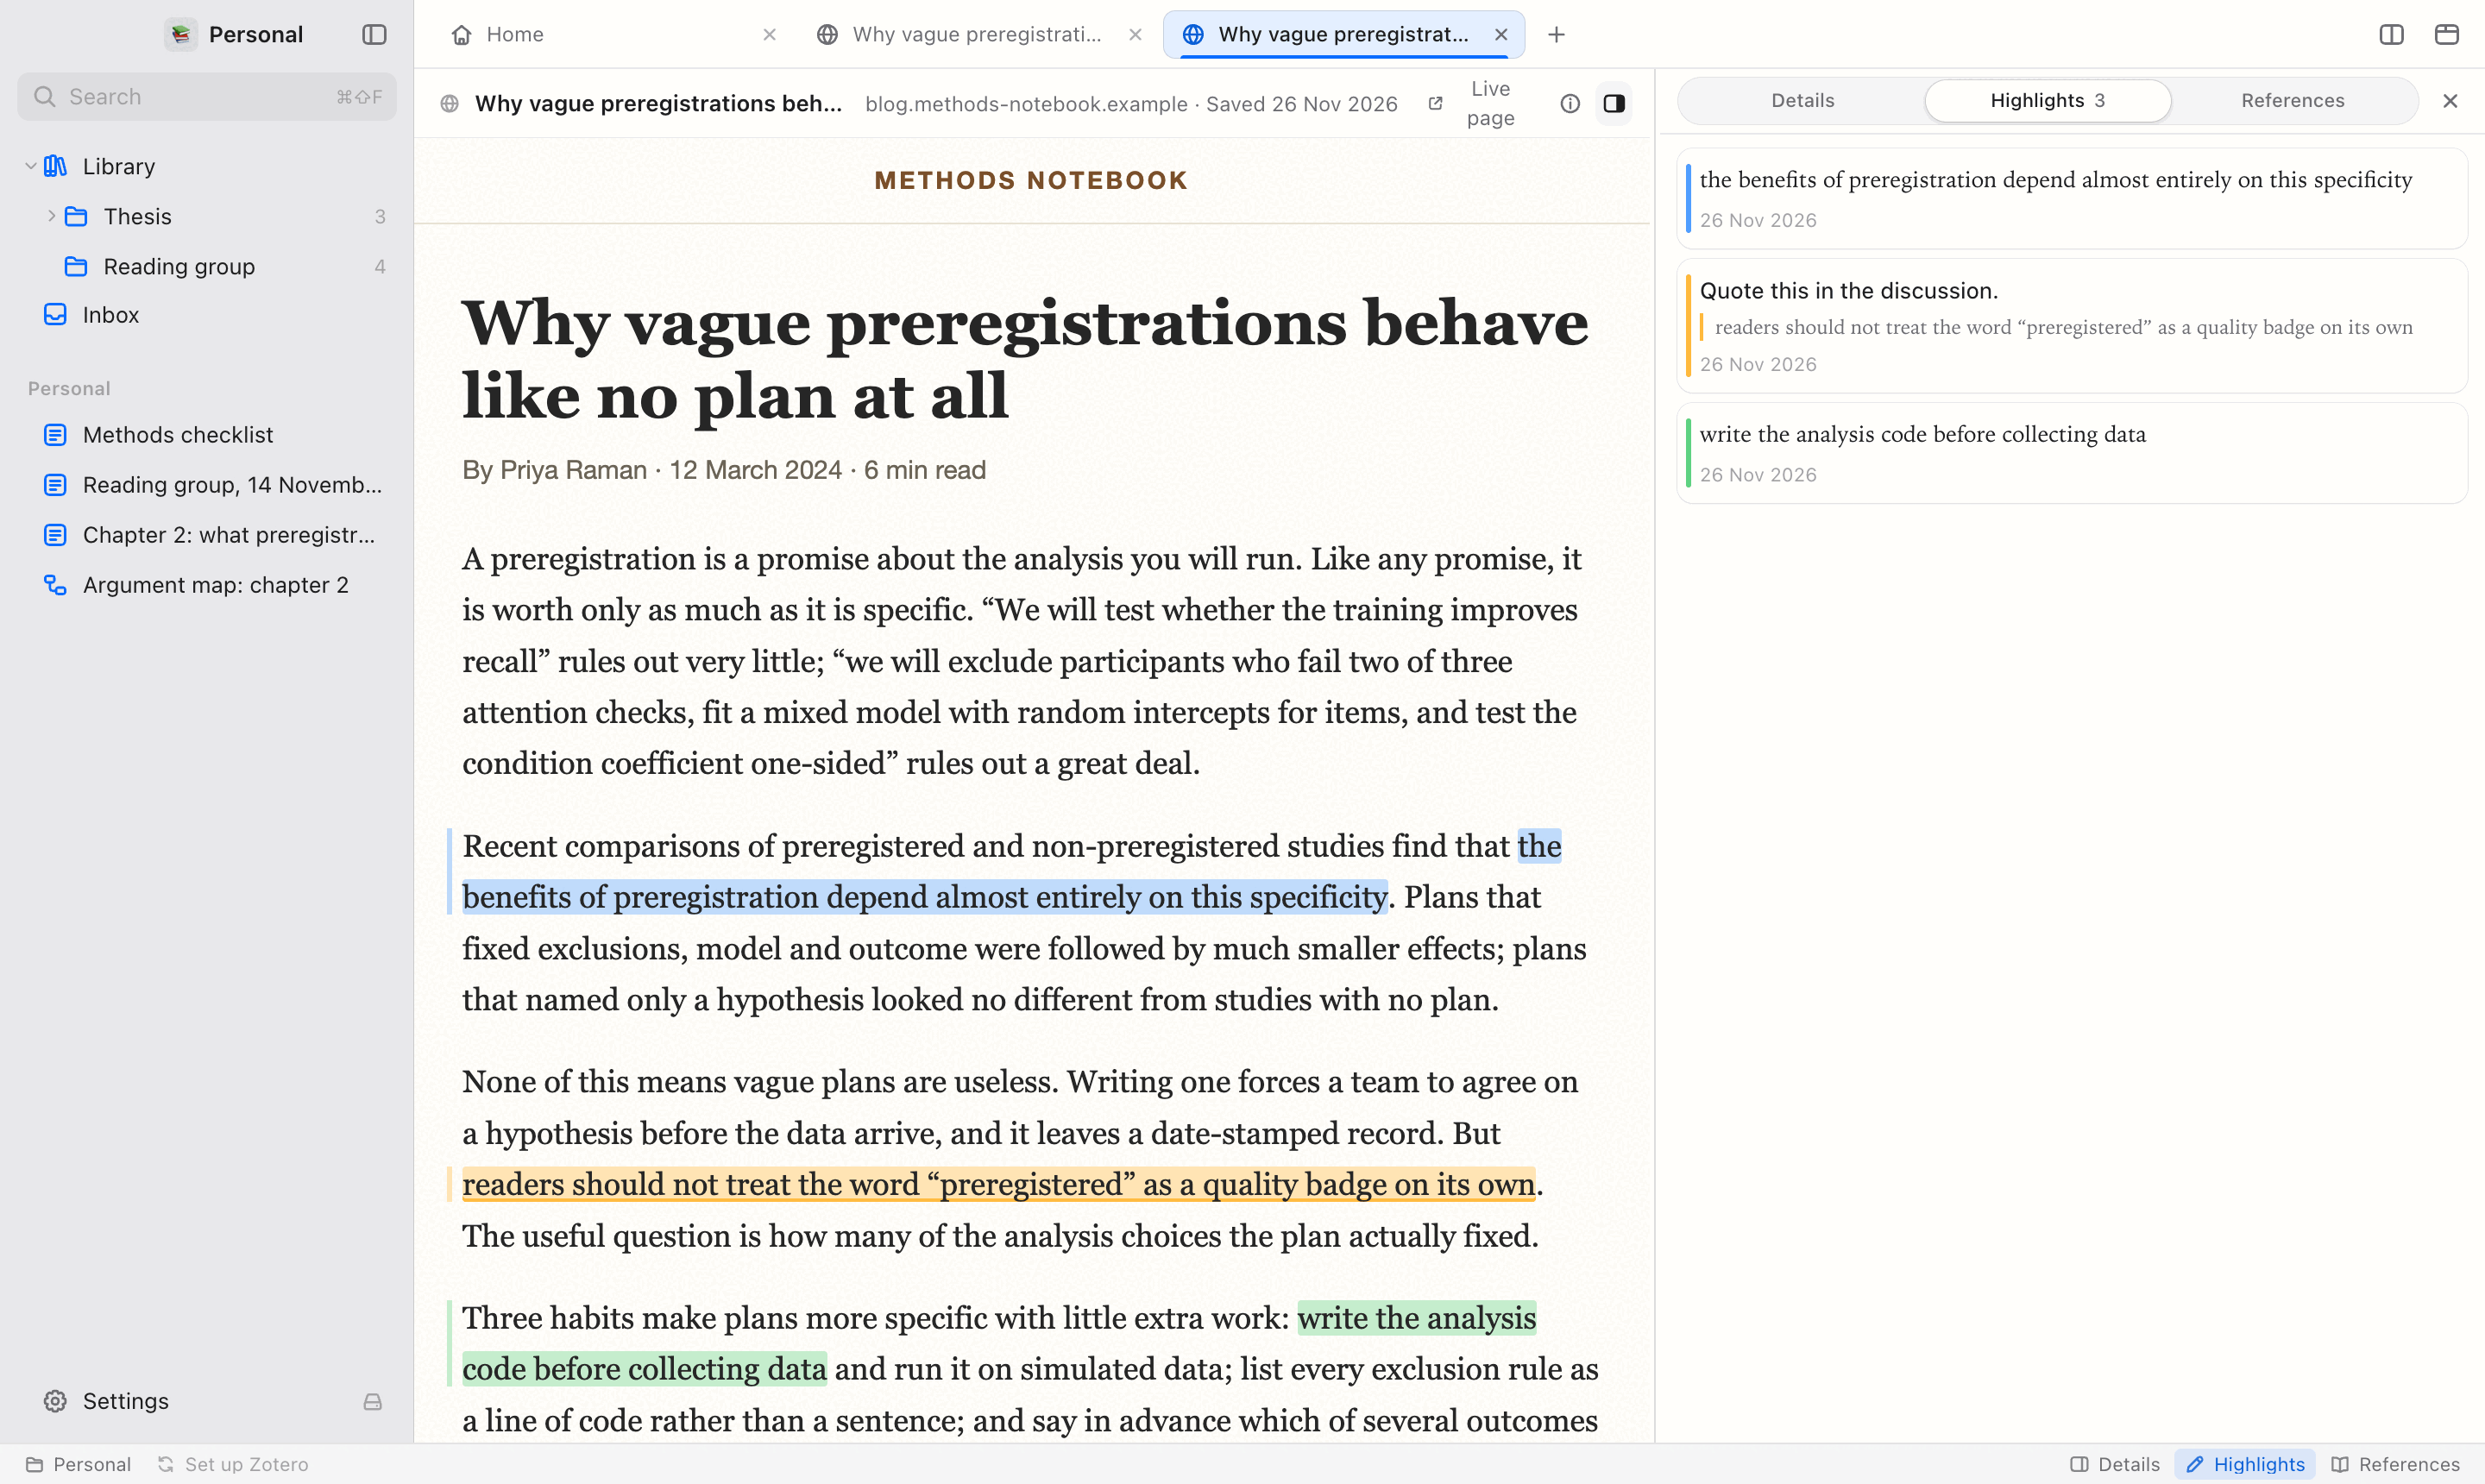 Personal
Search ⌘⇧F
Library
Thesis 3
Reading group 4
Inbox
Personal
Methods checklist
Reading group, 14 Novemb...
Chapter 2: what preregistr...
Argument map: chapter 2
Settings
Home
Why vague preregistrati...
Why vague preregistrat...
Why vague preregistrations beh...
blog.methods-notebook.example · Saved 26 Nov 2026
Live
page
METHODS NOTEBOOK
Why vague preregistrations behave
like no plan at all
By Priya Raman · 12 March 2024 · 6 min read
A preregistration is a promise about the analysis you will run. Like any promise, it
is worth only as much as it is specific. “We will test whether the training improves
recall” rules out very little; “we will exclude participants who fail two of three
attention checks, fit a mixed model with random intercepts for items, and test the
condition coefficient one-sided” rules out a great deal.
Recent comparisons of preregistered and non-preregistered studies find that the
benefits of preregistration depend almost entirely on this specificity. Plans that
fixed exclusions, model and outcome were followed by much smaller effects; plans
that named only a hypothesis looked no different from studies with no plan.
None of this means vague plans are useless. Writing one forces a team to agree on
a hypothesis before the data arrive, and it leaves a date-stamped record. But
readers should not treat the word “preregistered” as a quality badge on its own.
The useful question is how many of the analysis choices the plan actually fixed.
Three habits make plans more specific with little extra work: write the analysis
code before collecting data and run it on simulated data; list every exclusion rule as
a line of code rather than a sentence; and say in advance which of several outcomes
Details
Highlights 3
References
the benefits of preregistration depend almost entirely on this specificity
26 Nov 2026
Quote this in the discussion.
readers should not treat the word “preregistered” as a quality badge on its own
26 Nov 2026
write the analysis code before collecting data
26 Nov 2026
Personal
Set up Zotero
Details
Highlights
References